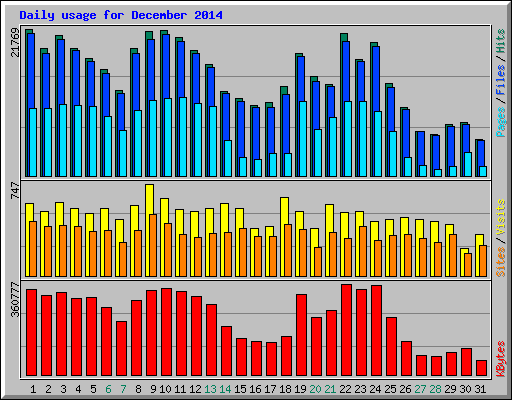 Daily usage for December 2014
21769
Pages / Files / Hits
747
Sites / Visits
360777
KBytes
1 2 3 4 5 6 7 8 9 10 11 12 13 14 15 16 17 18 19 20 21 22 23 24 25 26 27 28 29 30 31